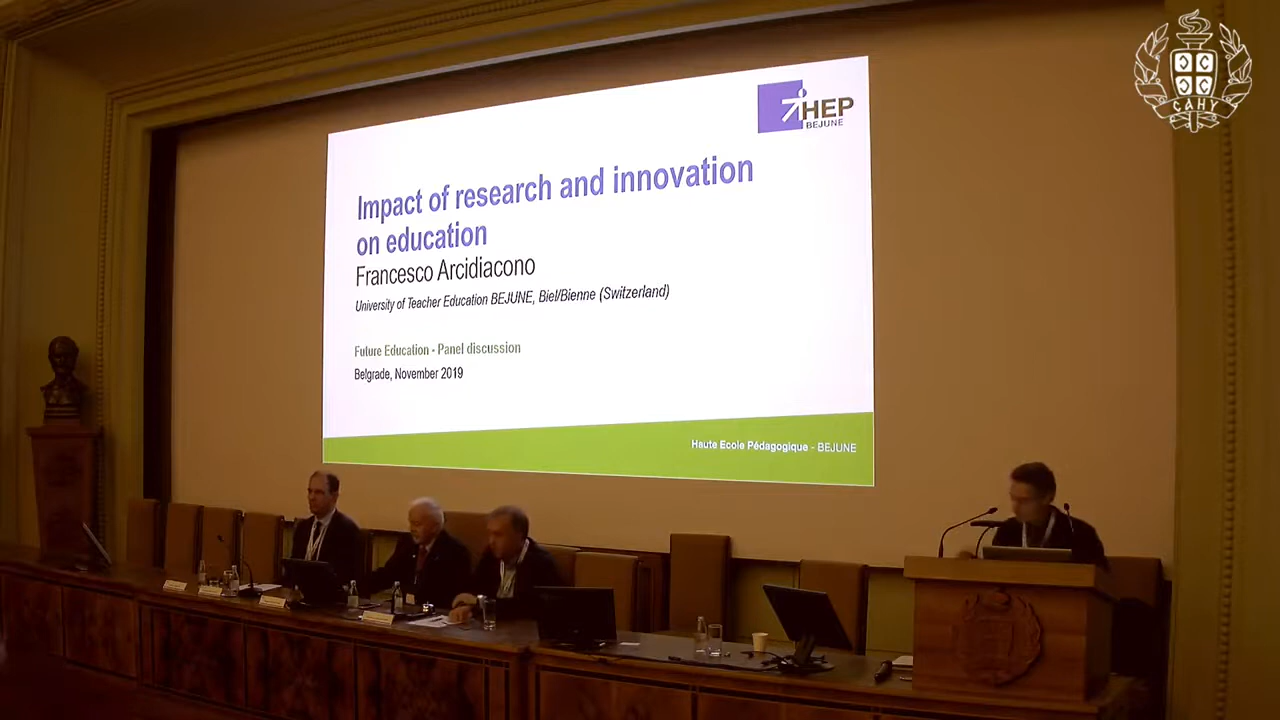 HEP
BEJUNE
Impact of research and innovation
on education
Francesco Arcidiacono
University of Teacher Education BEJUNE, Biel/Bienne (Switzerland)
Future Education - Panel discussion
Belgrade, November 2019
Haute Ecole Pédagogique - BEJUNE
САНУ